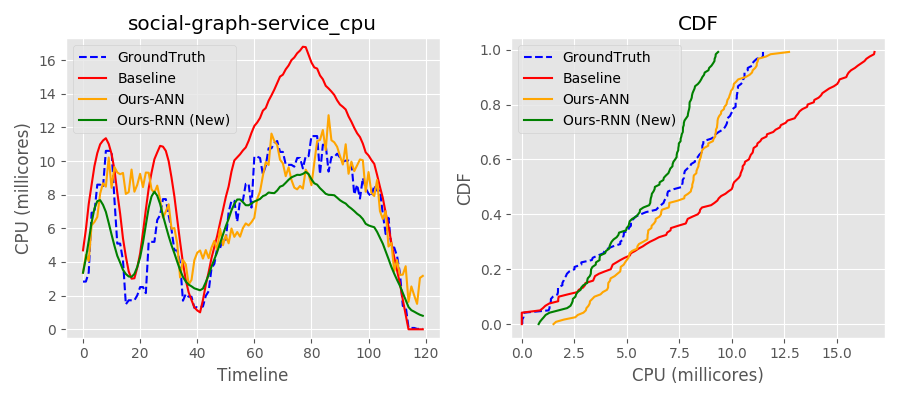 social-graph-service_cpu
GroundTruth
Baseline
Ours-ANN
Ours-RNN (New)
CPU (millicores)
16
14
12
10
8
6
4
2
0
0 20 40 60 80 100 120
Timeline
CDF
GroundTruth
Baseline
Ours-ANN
Ours-RNN (New)
CDF
1.0
0.8
0.6
0.4
0.2
0.0
0.0 2.5 5.0 7.5 10.0 12.5 15.0
CPU (millicores)